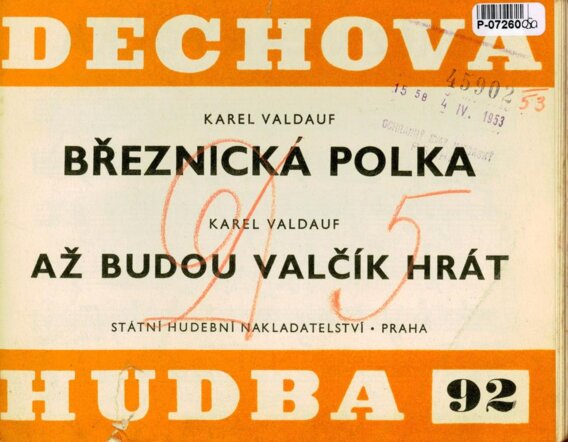 P-07260
DECHOVA
45902
53
15 58 4 IV. 1953
KAREL VALDAUF
BŘEZNICKÁ POLKA
KAREL VALDAUF
AŽ BUDOU VALČÍK HRÁT
STÁTNÍ HUDEBNÍ NAKLADATELSTVÍ • PRAHA
HUDBA 92